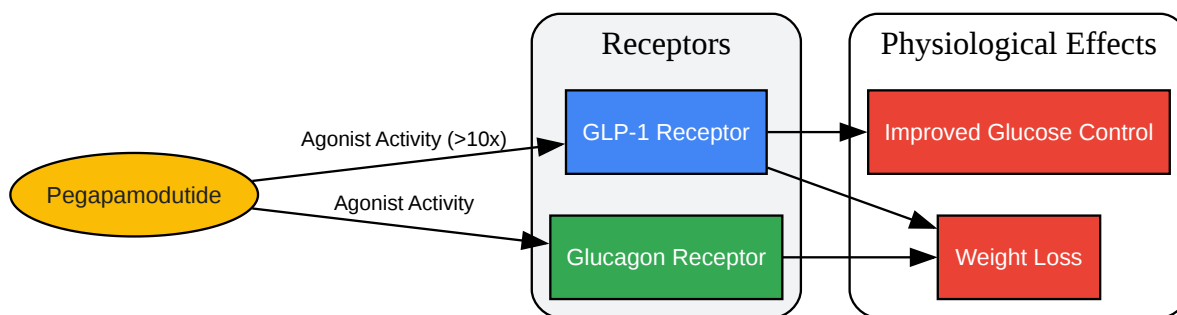 Receptors
Physiological Effects
Agonist Activity (>10x)
GLP-1 Receptor
Improved Glucose Control
Pegapamodutide
Agonist Activity
Glucagon Receptor
Weight Loss